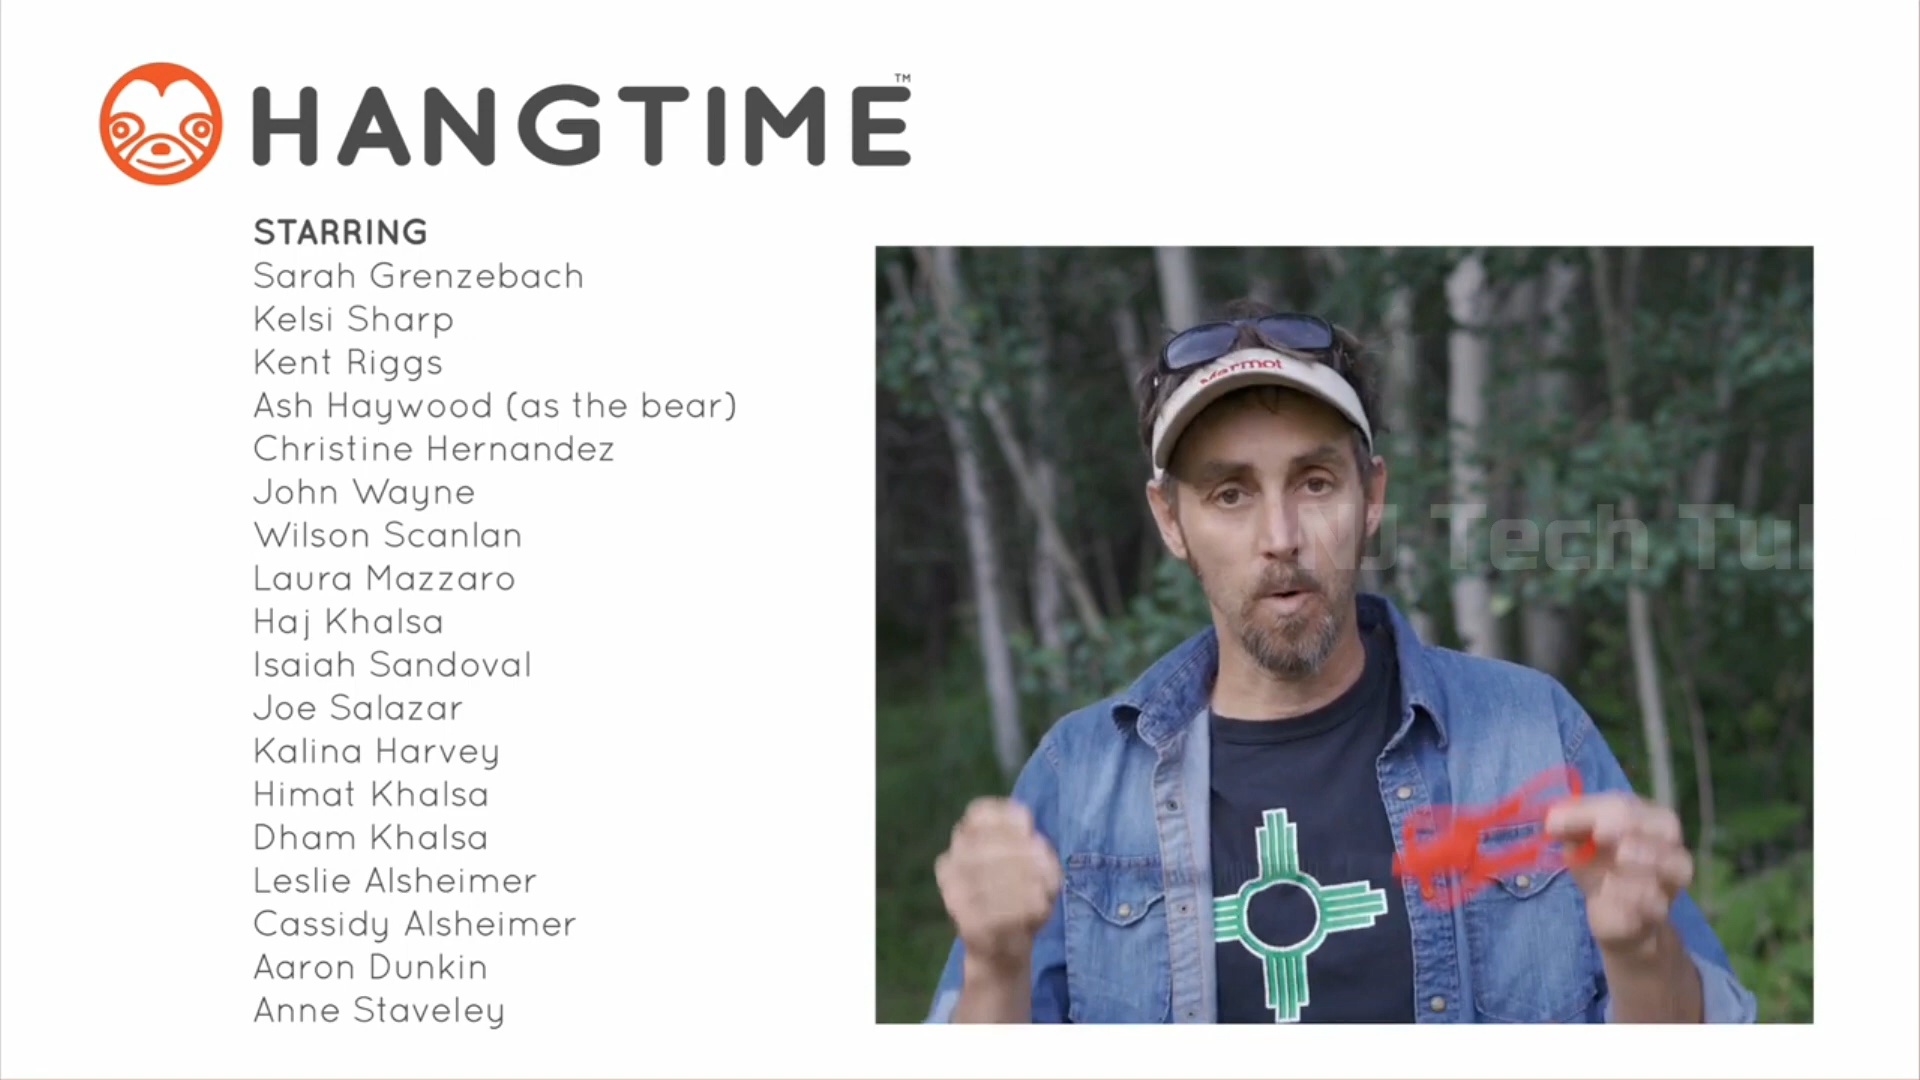 HANGTIME™
STARRING
Sarah Grenzebach
Kelsi Sharp
Kent Riggs
Ash Haywood (as the bear)
Christine Hernandez
John Wayne
Wilson Scanlan
Laura Mazzaro
Haj Khalsa
Isaiah Sandoval
Joe Salazar
Kalina Harvey
Himat Khalsa
Dham Khalsa
Leslie Alsheimer
Cassidy Alsheimer
Aaron Dunkin
Anne Staveley
Marmot
NJ Tech